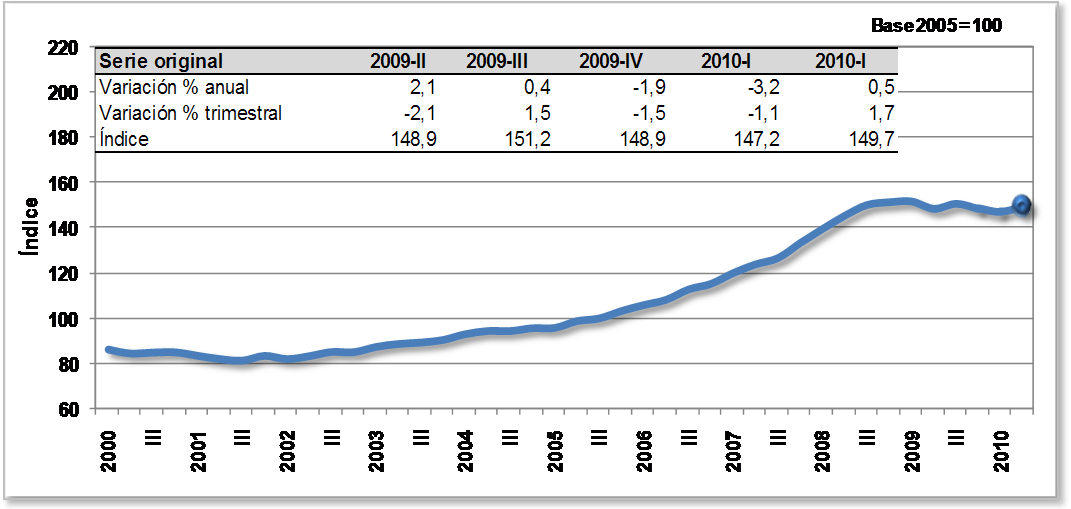 Base 2005 = 100
Serie original 2009-II 2009-III 2009-IV 2010-I 2010-I
Variación % anual 2,1 0,4 -1,9 -3,2 0,5
Variación % trimestral -2,1 1,5 -1,5 -1,1 1,7
Índice 148,9 151,2 148,9 147,2 149,7
220
200
180
160
140
120
100
80
60
Índice
2000 III 2001 III 2002 III 2003 III 2004 III 2005 III 2006 III 2007 III 2008 III 2009 III 2010